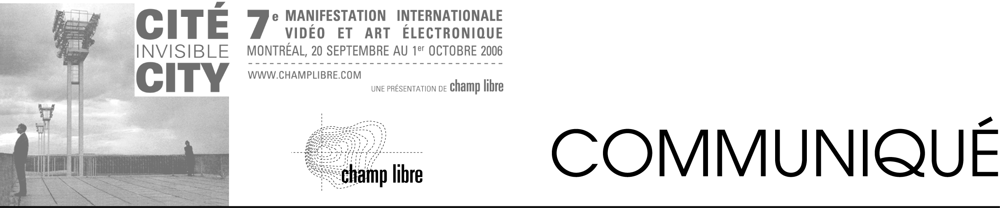 CITÉ
INVISIBLE
CITY
7e MANIFESTATION INTERNATIONALE
VIDÉO ET ART ÉLECTRONIQUE
MONTRÉAL, 20 SEPTEMBRE AU 1er OCTOBRE 2006
WWW.CHAMPLIBRE.COM
UNE PRÉSENTATION DE champ libre
champ libre
COMMUNIQUÉ